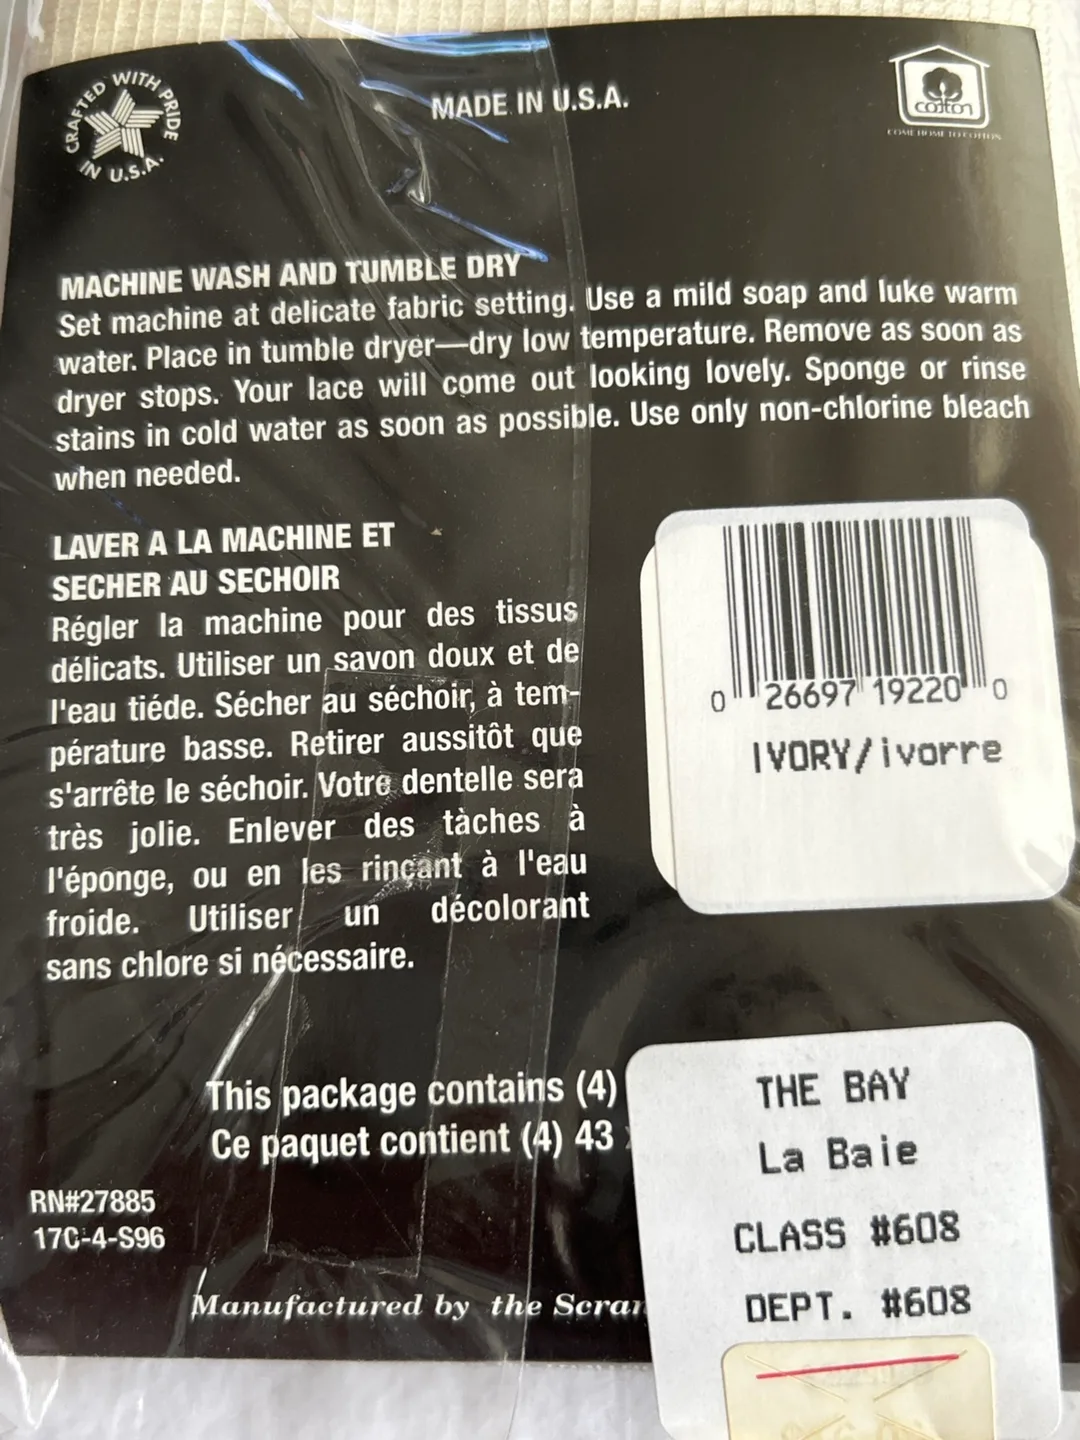 CRAFTED WITH PRIDE
IN U.S.A.
MADE IN U.S.A.
cotton
COME HOME TO COTTON
MACHINE WASH AND TUMBLE DRY
Set machine at delicate fabric setting. Use a mild soap and luke warm
water. Place in tumble dryer—dry low temperature. Remove as soon as
dryer stops. Your lace will come out looking lovely. Sponge or rinse
stains in cold water as soon as possible. Use only non-chlorine bleach
when needed.
LAVER A LA MACHINE ET
SECHER AU SECHOIR
Régler la machine pour des tissus
délicats. Utiliser un savon doux et de
l'eau tiéde. Sécher au séchoir, à tem-
pérature basse. Retirer aussitôt que
s'arrête le séchoir. Votre dentelle sera
très jolie. Enlever des tàches à
l'éponge, ou en les rinçant à l'eau
froide. Utiliser un décolorant
sans chlore si nécessaire.
0 26697 19220 0
IVORY/ivorre
This package contains (4)
Ce paquet contient (4) 43
RN#27885
17C-4-S96
Manufactured by the Scran
THE BAY
La Baie
CLASS #608
DEPT. #608